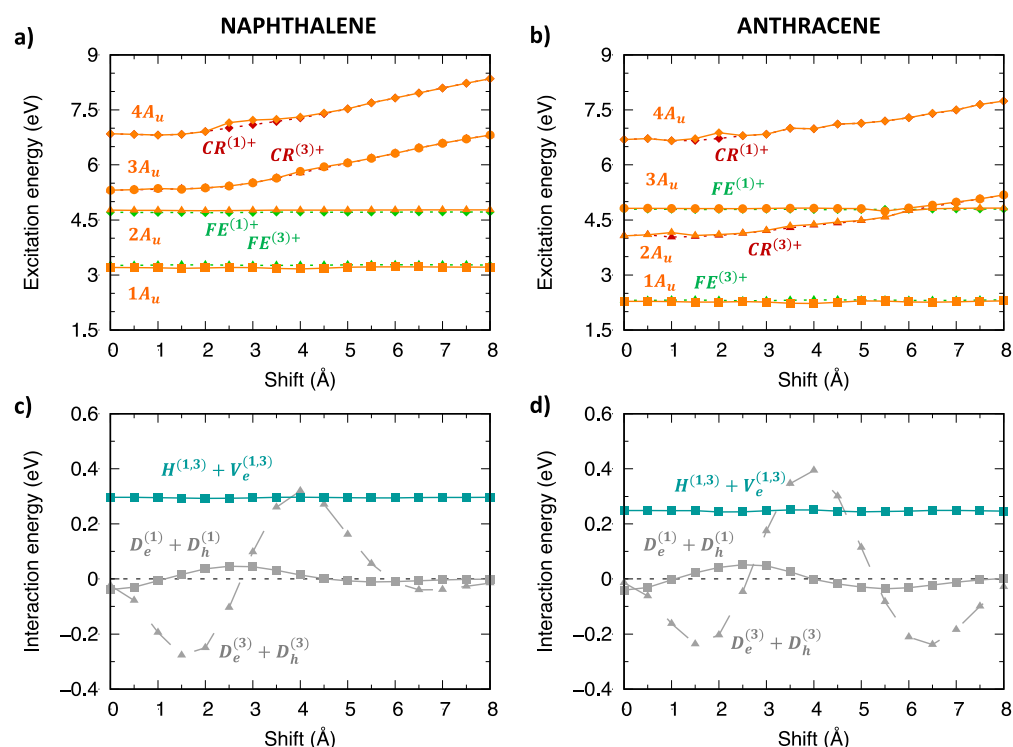 NAPHTHALENE
ANTHRACENE
a)
b)
Excitation energy (eV)
9
7.5
6
4.5
3
1.5
4A_u
CR^{(1)+}
CR^{(3)+}
3A_u
FE^{(1)+}
2A_u
FE^{(3)+}
1A_u
0 1 2 3 4 5 6 7 8
Shift (Å)
Excitation energy (eV)
9
7.5
6
4.5
3
1.5
4A_u
CR^{(1)+}
3A_u
FE^{(1)+}
2A_u
CR^{(3)+}
1A_u
FE^{(3)+}
0 1 2 3 4 5 6 7 8
Shift (Å)
c)
d)
Interaction energy (eV)
0.6
0.4
0.2
0
−0.2
−0.4
H^{(1,3)} + V_e^{(1,3)}
D_e^{(1)} + D_h^{(1)}
D_e^{(3)} + D_h^{(3)}
0 1 2 3 4 5 6 7 8
Shift (Å)
Interaction energy (eV)
0.6
0.4
0.2
0
−0.2
−0.4
H^{(1,3)} + V_e^{(1,3)}
D_e^{(1)} + D_h^{(1)}
D_e^{(3)} + D_h^{(3)}
0 1 2 3 4 5 6 7 8
Shift (Å)